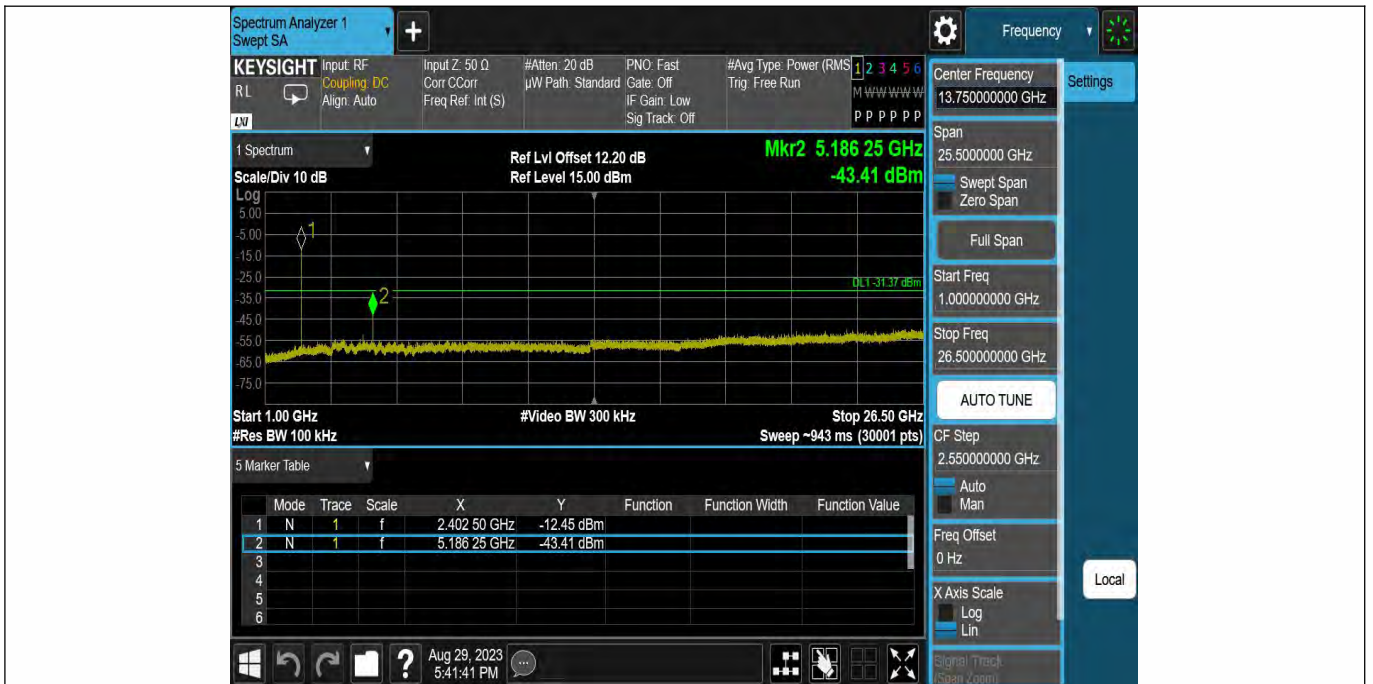 Spectrum Analyzer 1
Swept SA
+
Frequency
KEYSIGHT
RL
LXI
Input: RF
Coupling: DC
Align: Auto
Input Z: 50 Ω
Corr CCorr
Freq Ref: Int (S)
#Atten: 20 dB
µW Path: Standard
PNO: Fast
Gate: Off
IF Gain: Low
Sig Track: Off
#Avg Type: Power (RMS
Trig: Free Run
1 2 3 4 5 6
M W W W W W
P P P P P P
1 Spectrum
Scale/Div 10 dB
Ref Lvl Offset 12.20 dB
Ref Level 15.00 dBm
Mkr2 5.186 25 GHz
-43.41 dBm
Log
5.00
-5.00
-15.0
-25.0
-35.0
-45.0
-55.0
-65.0
-75.0
1
2
DL1 -31.37 dBm
Start 1.00 GHz
#Video BW 300 kHz
Stop 26.50 GHz
#Res BW 100 kHz
Sweep ~943 ms (30001 pts)
5 Marker Table
Mode Trace Scale X Y Function Function Width Function Value
1 N 1 f 2.402 50 GHz -12.45 dBm
2 N 1 f 5.186 25 GHz -43.41 dBm
3
4
5
6
Aug 29, 2023
5:41:41 PM
?
Center Frequency
13.750000000 GHz
Settings
Span
25.5000000 GHz
Swept Span
Zero Span
Full Span
Start Freq
1.000000000 GHz
Stop Freq
26.500000000 GHz
AUTO TUNE
CF Step
2.550000000 GHz
Auto
Man
Freq Offset
0 Hz
X Axis Scale
Log
Lin
Signal Track
(Span Zoom)
Local